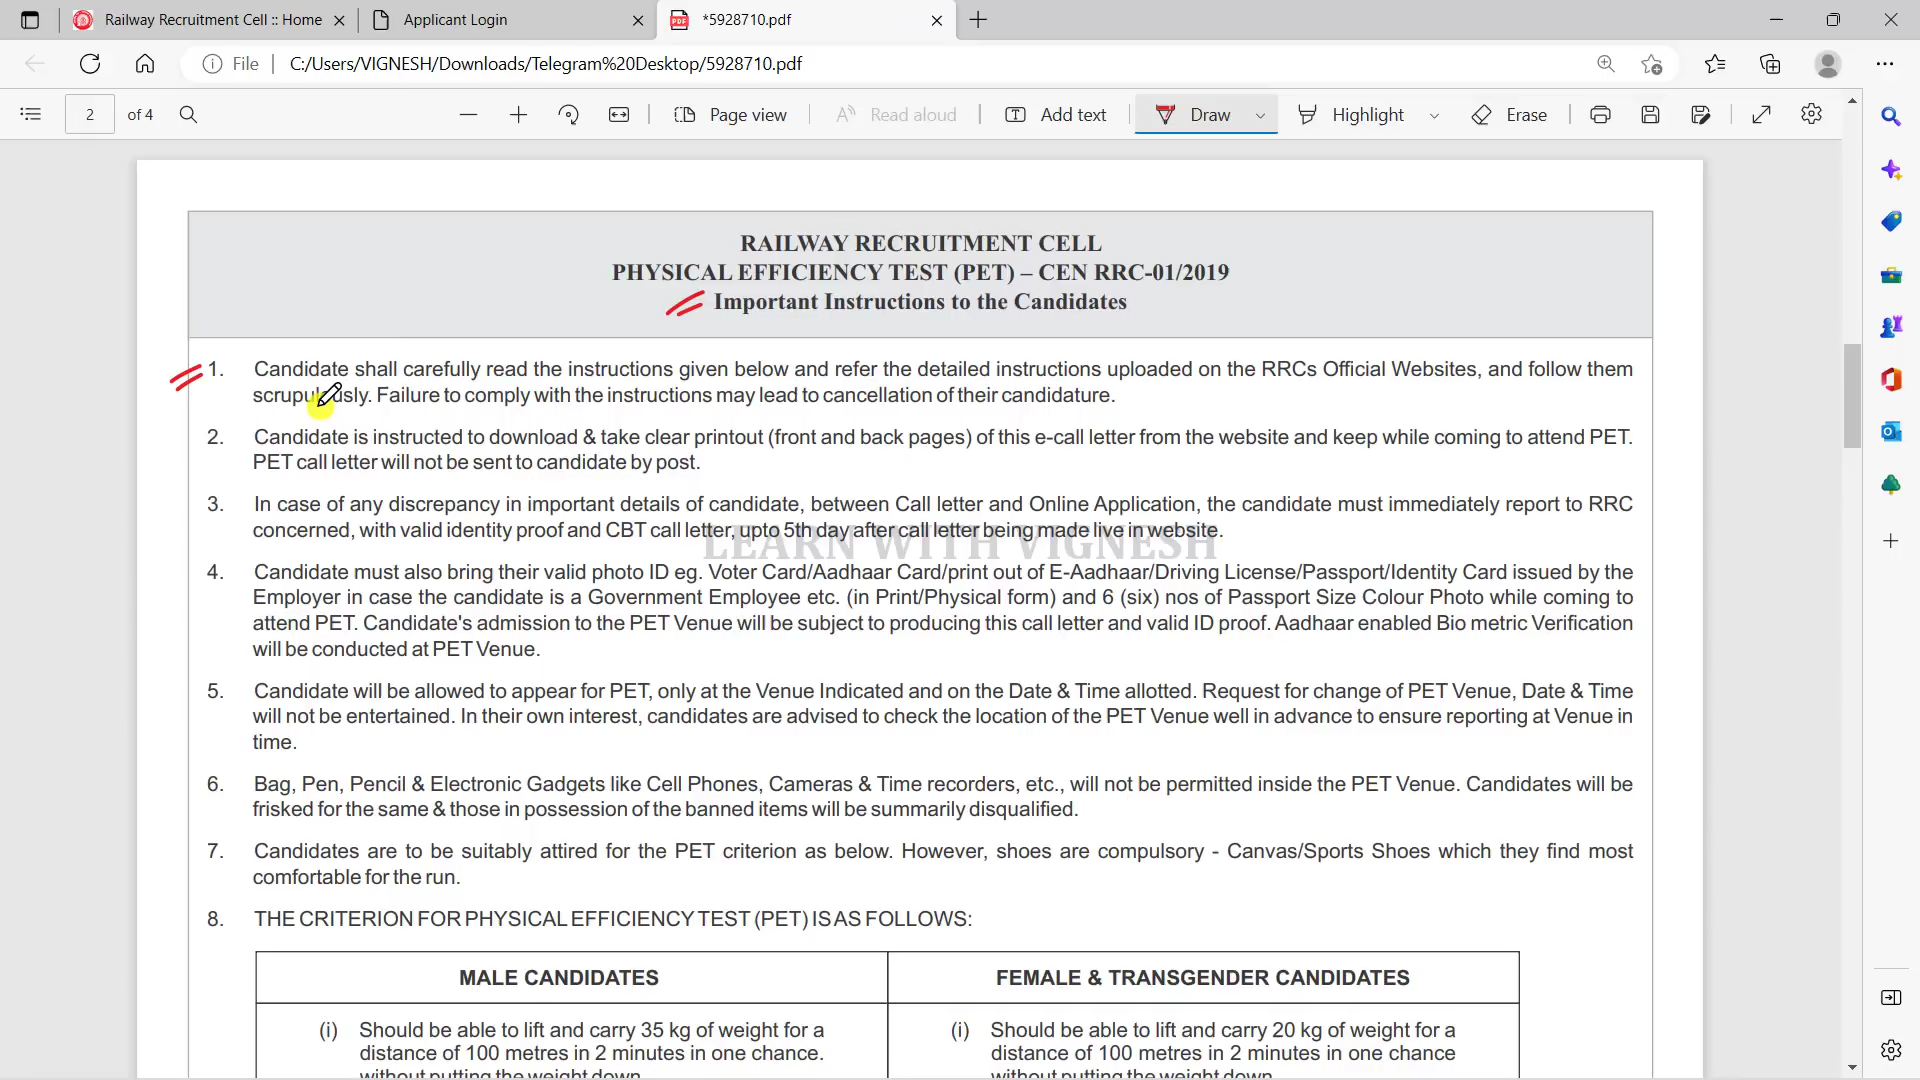 Railway Recruitment Cell :: Home
Applicant Login
*5928710.pdf
File
C:/Users/VIGNESH/Downloads/Telegram%20Desktop/5928710.pdf
2 of 4
Page view
Read aloud
Add text
Draw
Highlight
Erase
RAILWAY RECRUITMENT CELL
PHYSICAL EFFICIENCY TEST (PET) – CEN RRC-01/2019
Important Instructions to the Candidates
1. Candidate shall carefully read the instructions given below and refer the detailed instructions uploaded on the RRCs Official Websites, and follow them
scrupulously. Failure to comply with the instructions may lead to cancellation of their candidature.
2. Candidate is instructed to download & take clear printout (front and back pages) of this e-call letter from the website and keep while coming to attend PET.
PET call letter will not be sent to candidate by post.
3. In case of any discrepancy in important details of candidate, between Call letter and Online Application, the candidate must immediately report to RRC
concerned, with valid identity proof and CBT call letter, upto 5th day after call letter being made live in website.
LEARN WITH VIGNESH
4. Candidate must also bring their valid photo ID eg. Voter Card/Aadhaar Card/print out of E-Aadhaar/Driving License/Passport/Identity Card issued by the
Employer in case the candidate is a Government Employee etc. (in Print/Physical form) and 6 (six) nos of Passport Size Colour Photo while coming to
attend PET. Candidate's admission to the PET Venue will be subject to producing this call letter and valid ID proof. Aadhaar enabled Bio metric Verification
will be conducted at PET Venue.
5. Candidate will be allowed to appear for PET, only at the Venue Indicated and on the Date & Time allotted. Request for change of PET Venue, Date & Time
will not be entertained. In their own interest, candidates are advised to check the location of the PET Venue well in advance to ensure reporting at Venue in
time.
6. Bag, Pen, Pencil & Electronic Gadgets like Cell Phones, Cameras & Time recorders, etc., will not be permitted inside the PET Venue. Candidates will be
frisked for the same & those in possession of the banned items will be summarily disqualified.
7. Candidates are to be suitably attired for the PET criterion as below. However, shoes are compulsory - Canvas/Sports Shoes which they find most
comfortable for the run.
8. THE CRITERION FOR PHYSICAL EFFICIENCY TEST (PET) IS AS FOLLOWS:
MALE CANDIDATES
FEMALE & TRANSGENDER CANDIDATES
(i) Should be able to lift and carry 35 kg of weight for a
distance of 100 metres in 2 minutes in one chance.
without putting the weight down
(i) Should be able to lift and carry 20 kg of weight for a
distance of 100 metres in 2 minutes in one chance
without putting the weight down